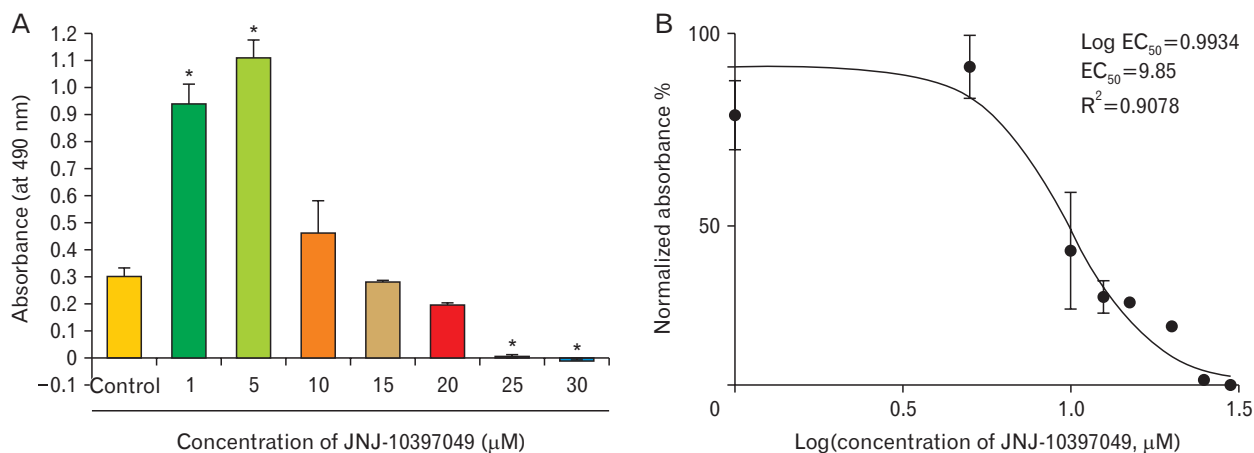 A
1.2
1.1
1.0
0.9
0.8
0.7
0.6
0.5
0.4
0.3
0.2
0.1
0
−0.1
Absorbance (at 490 nm)
* * * *
Control 1 5 10 15 20 25 30
Concentration of JNJ-10397049 (μM)
B
100
50
Normalized absorbance %
Log EC50=0.9934
EC50=9.85
R2=0.9078
0 0.5 1.0 1.5
Log(concentration of JNJ-10397049, μM)